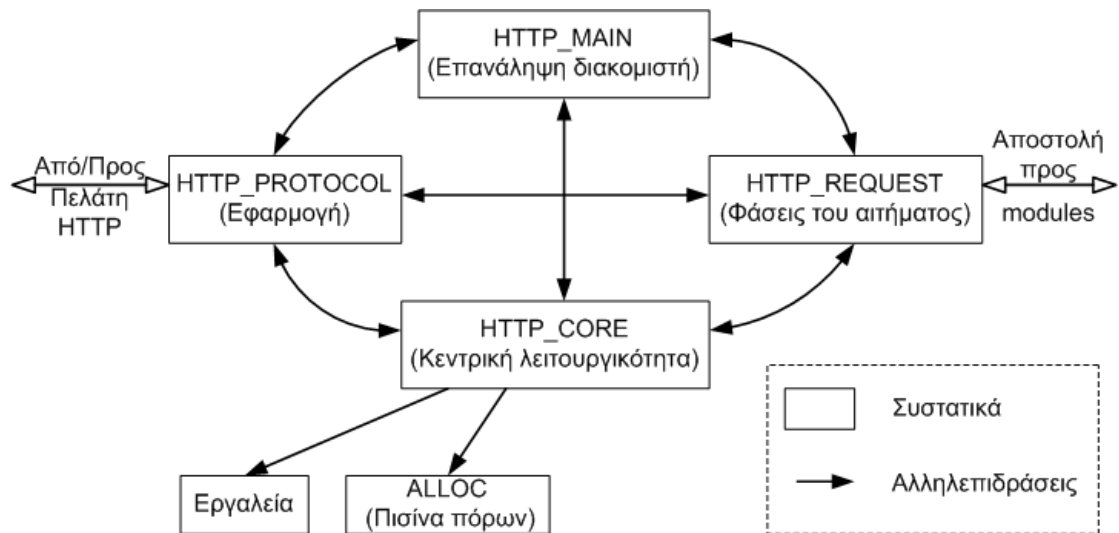 HTTP_MAIN
(Επανάληψη διακομιστή)
Από/Προς
Πελάτη
HTTP
HTTP_PROTOCOL
(Εφαρμογή)
HTTP_REQUEST
(Φάσεις του αιτήματος)
Αποστολή
προς
modules
HTTP_CORE
(Κεντρική λειτουργικότητα)
Εργαλεία
ALLOC
(Πισίνα πόρων)
Συστατικά
Αλληλεπιδράσεις